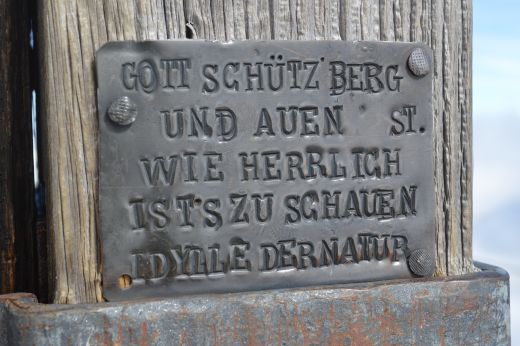 GOTT SCHÜTZ' BERG
UND AUEN ST.
WIE HERRLICH
IST'S ZU SCHAUEN
IDYLLE DER NATUR